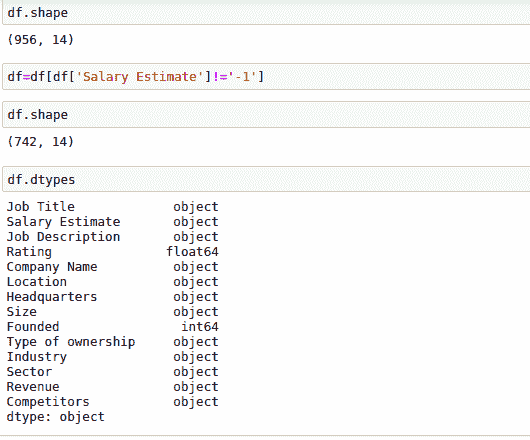 df.shape
(956, 14)
df=df[df['Salary Estimate']!='-1']
df.shape
(742, 14)
df.dtypes
Job Title             object
Salary Estimate       object
Job Description       object
Rating               float64
Company Name          object
Location              object
Headquarters          object
Size                  object
Founded                int64
Type of ownership     object
Industry              object
Sector                object
Revenue               object
Competitors           object
dtype: object